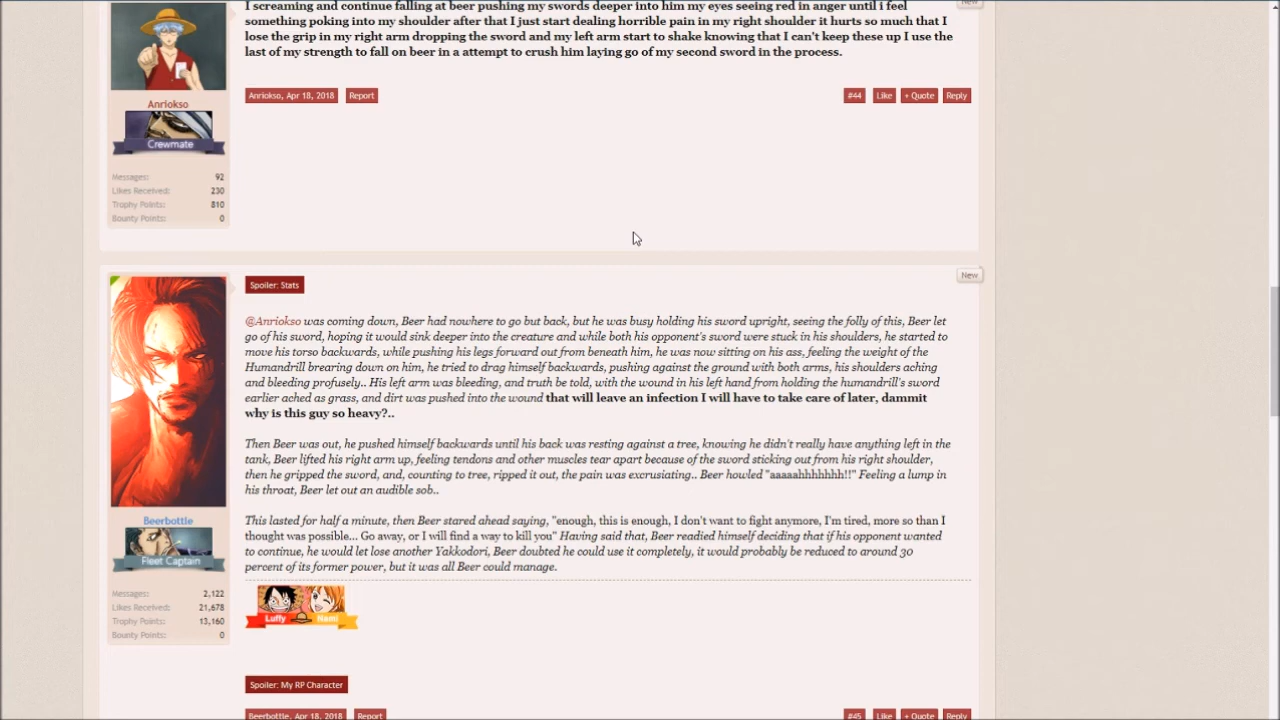 I screaming and continue falling at beer pushing my swords deeper into him my eyes seeing red in anger until i feel
something poking into my shoulder after that I just start dealing horrible pain in my right shoulder it hurts so much that I
lose the grip in my right arm dropping the sword and my left arm start to shake knowing that I can't keep these up I use the
last of my strength to fall on beer in a attempt to crush him laying go of my second sword in the process.
New
Anriokso
Crewmate
Messages: 92
Likes Received: 230
Trophy Points: 810
Bounty Points: 0
Anriokso, Apr 18, 2018 Report #44 Like + Quote Reply
New
Spoiler: Stats
@Anriokso was coming down, Beer had nowhere to go but back, but he was busy holding his sword upright, seeing the folly of this, Beer let
go of his sword, hoping it would sink deeper into the creature and while both his opponent's sword were stuck in his shoulders, he started to
move his torso backwards, while pushing his legs forward out from beneath him, he was now sitting on his ass, feeling the weight of the
Humandrill brearing down on him, he tried to drag himself backwards, pushing against the ground with both arms, his shoulders aching
and bleeding profusely.. His left arm was bleeding, and truth be told, with the wound in his left hand from holding the humandrill's sword
earlier ached as grass, and dirt was pushed into the wound that will leave an infection I will have to take care of later, dammit
why is this guy so heavy?..
Then Beer was out, he pushed himself backwards until his back was resting against a tree, knowing he didn't really have anything left in the
tank, Beer lifted his right arm up, feeling tendons and other muscles tear apart because of the sword sticking out from his right shoulder,
then he gripped the sword, and, counting to tree, ripped it out, the pain was excrusiating.. Beer howled "aaaaahhhhhhh!!" Feeling a lump in
his throat, Beer let out an audible sob..
This lasted for half a minute, then Beer stared ahead saying, "enough, this is enough, I don't want to fight anymore, I'm tired, more so than I
thought was possible... Go away, or I will find a way to kill you" Having said that, Beer readied himself deciding that if his opponent wanted
to continue, he would let lose another Yakkodori, Beer doubted he could use it completely, it would probably be reduced to around 30
percent of its former power, but it was all Beer could manage.
Beerbottle
Fleet Captain
Messages: 2,122
Likes Received: 21,678
Trophy Points: 13,160
Bounty Points: 0
Luffy Nami
Spoiler: My RP Character
Beerbottle, Apr 18, 2018 Report #45 Like + Quote Reply